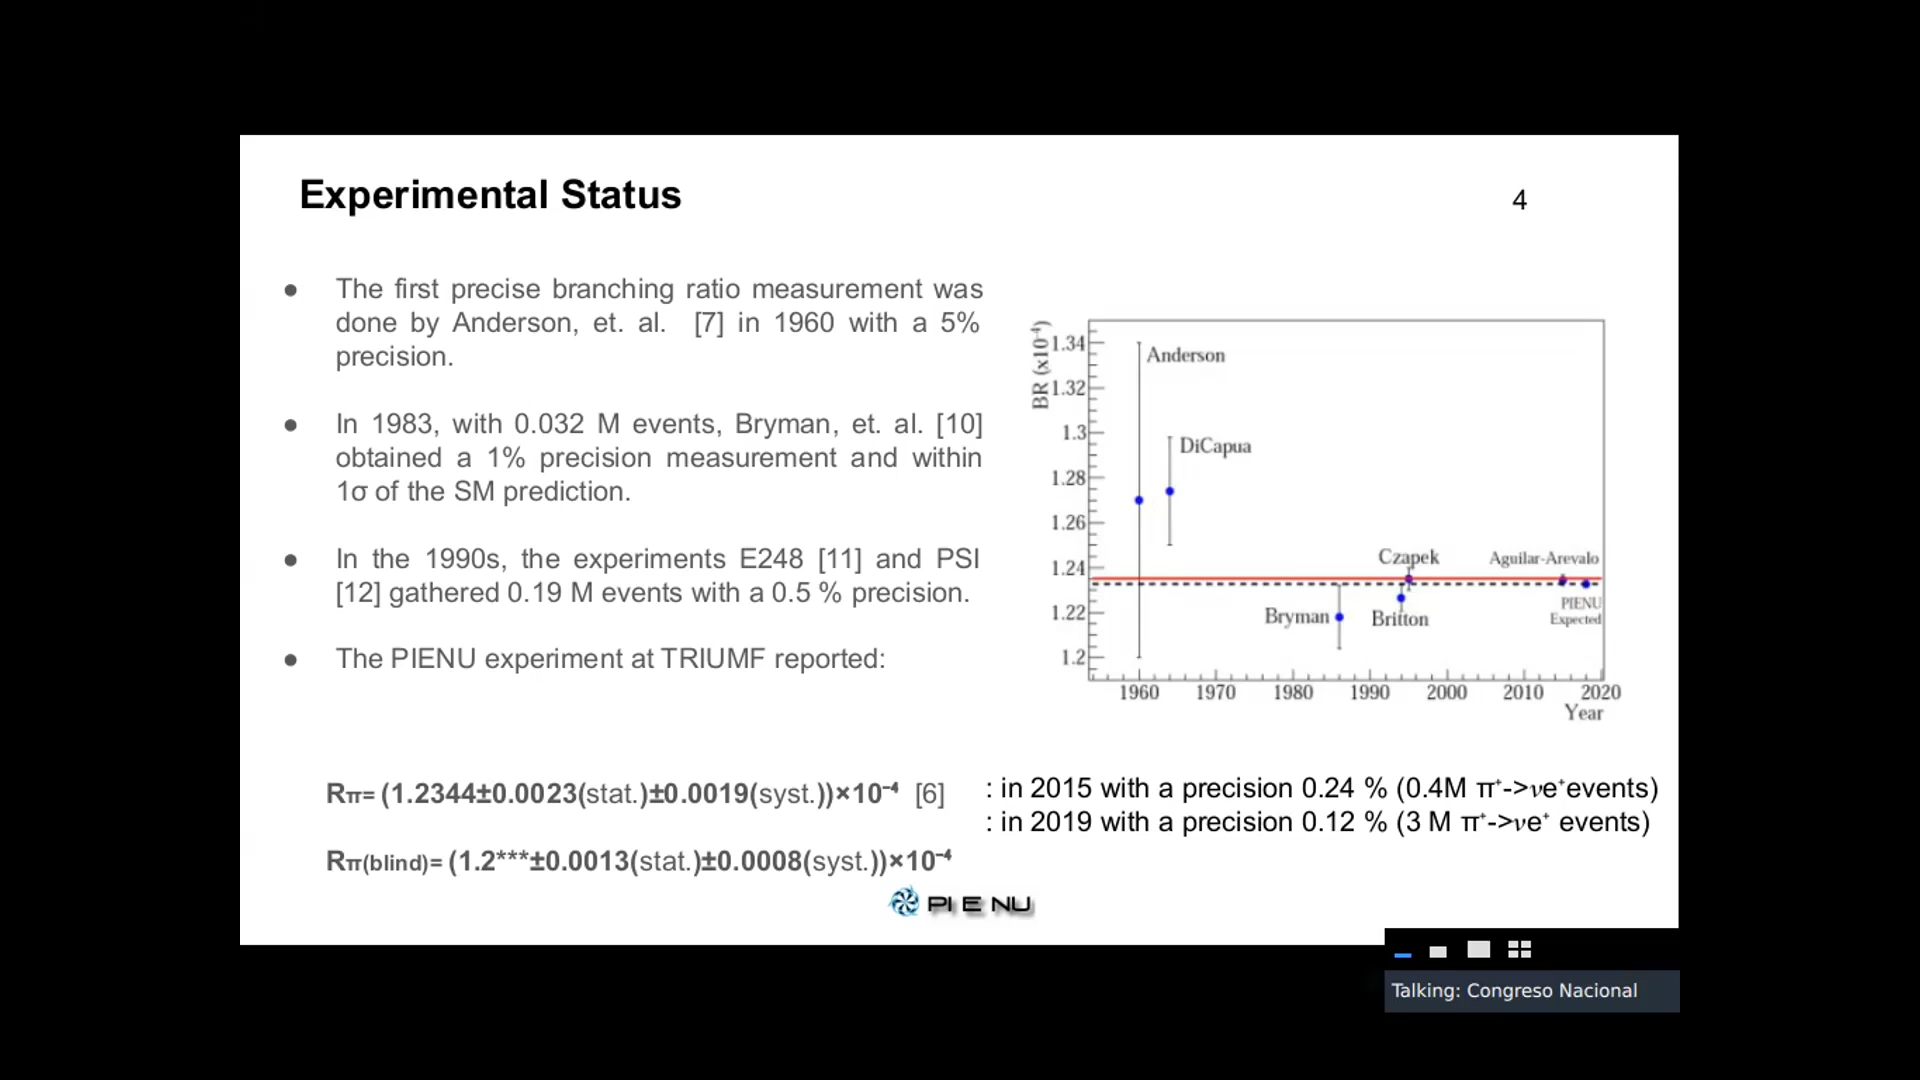 Experimental Status
4
● The first precise branching ratio measurement was
done by Anderson, et. al. [7] in 1960 with a 5%
precision.
● In 1983, with 0.032 M events, Bryman, et. al. [10]
obtained a 1% precision measurement and within
1σ of the SM prediction.
● In the 1990s, the experiments E248 [11] and PSI
[12] gathered 0.19 M events with a 0.5 % precision.
● The PIENU experiment at TRIUMF reported:
BR (x10⁻⁴)
1.34
Anderson
1.32
1.3
DiCapua
1.28
1.26
Czapek
Aguilar-Arevalo
1.24
PIENU
Expected
1.22
Bryman
Britton
1.2
1960 1970 1980 1990 2000 2010 2020
Year
Rπ= (1.2344±0.0023(stat.)±0.0019(syst.))×10⁻⁴ [6]
: in 2015 with a precision 0.24 % (0.4M π⁺->νe⁺events)
: in 2019 with a precision 0.12 % (3 M π⁺->νe⁺ events)
Rπ(blind)= (1.2***±0.0013(stat.)±0.0008(syst.))×10⁻⁴
PI E NU
Talking: Congreso Nacional